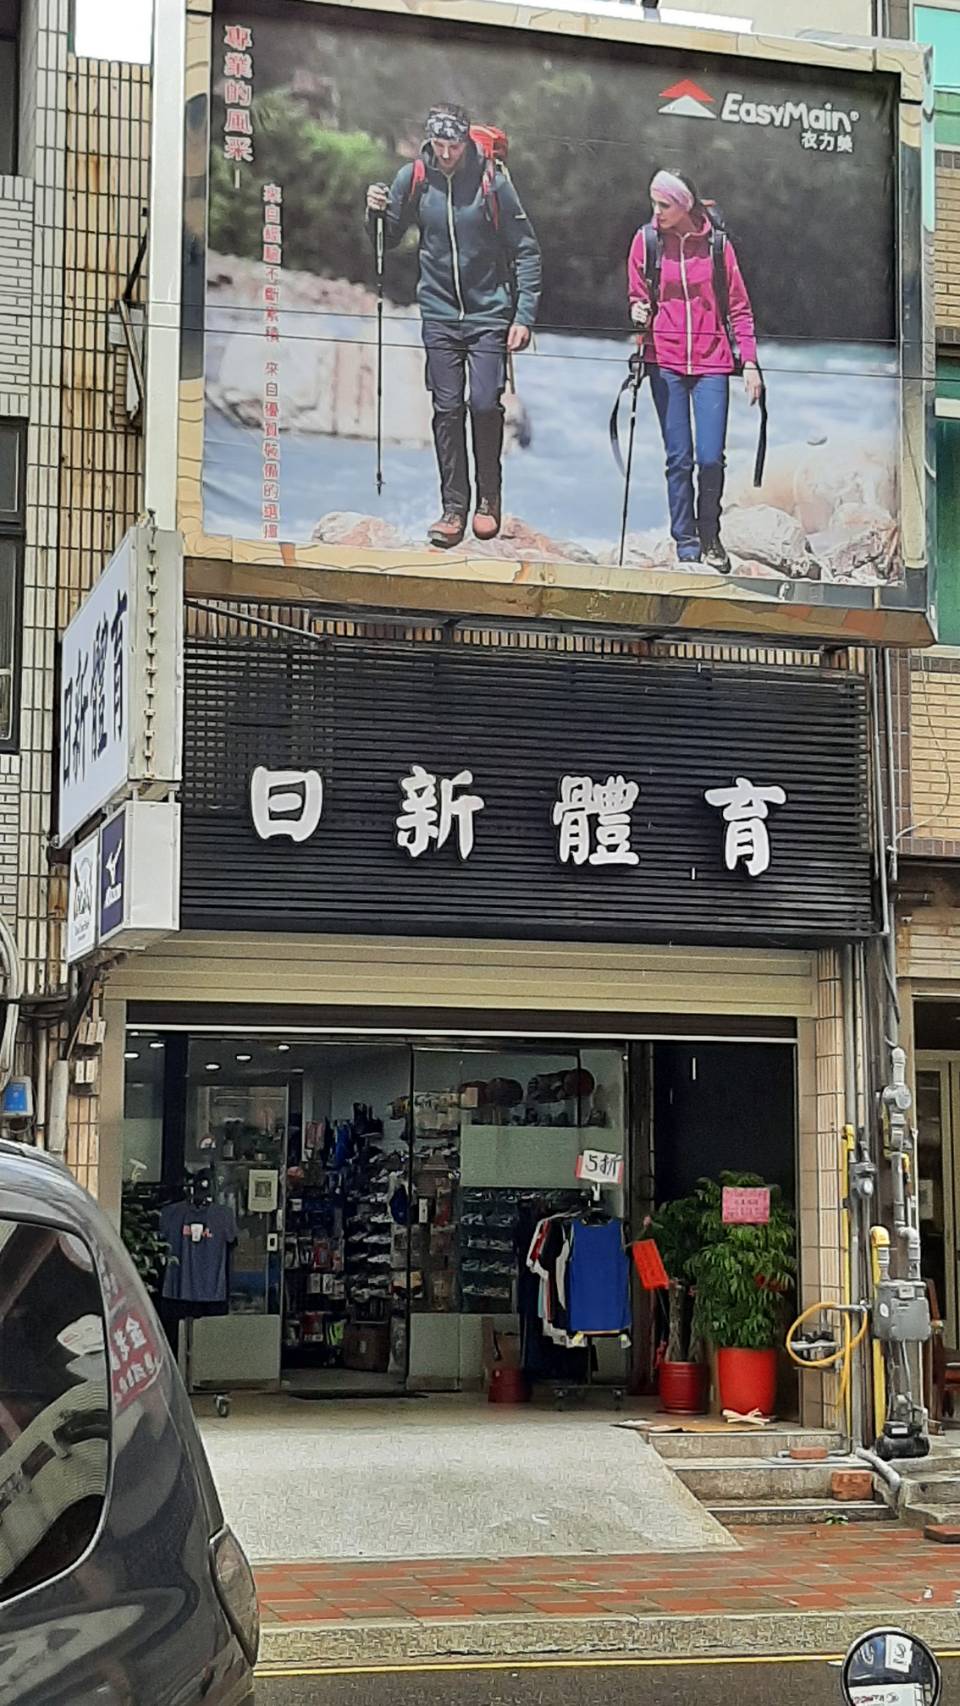 專業的風采—
來自經驗不斷累積 來自優質裝備的選擇
EasyMain®
衣力美
日新體育
日新體育
5折